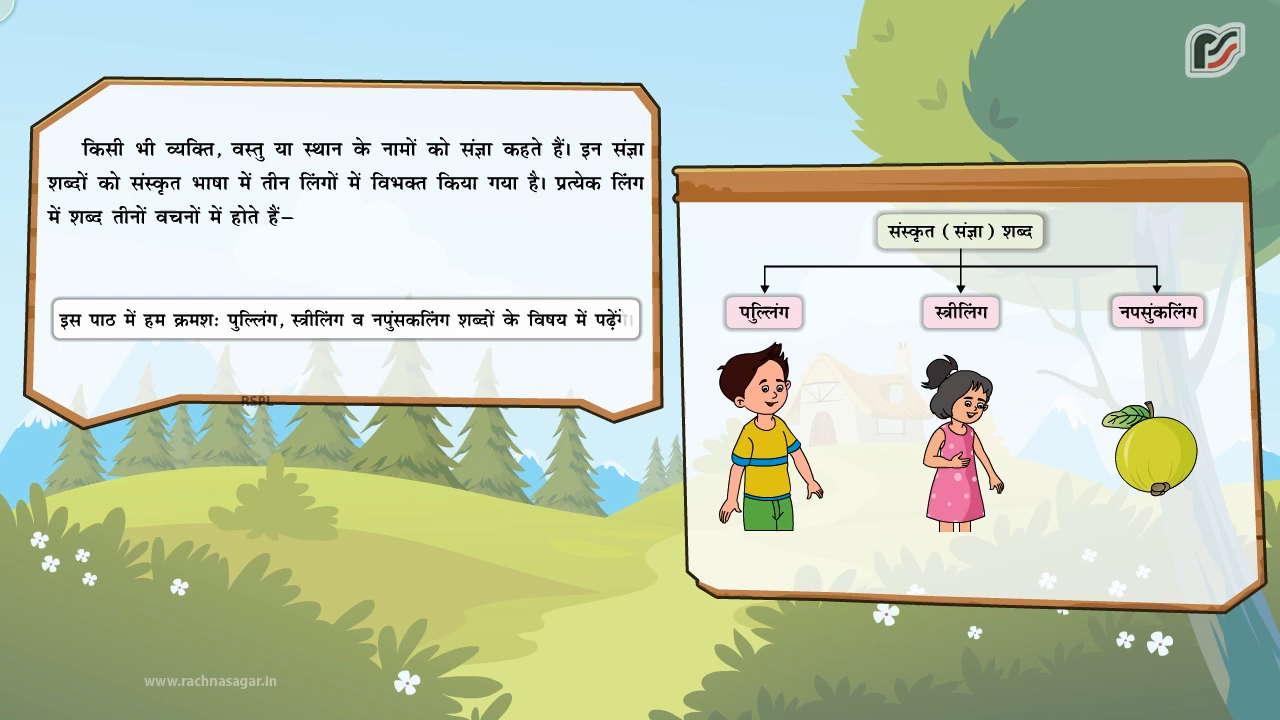 किसी भी व्यक्ति, वस्तु या स्थान के नामों को संज्ञा कहते हैं। इन संज्ञा
शब्दों को संस्कृत भाषा में तीन लिंगों में विभक्त किया गया है। प्रत्येक लिंग
में शब्द तीनों वचनों में होते हैं–
इस पाठ में हम क्रमशः पुल्लिंग, स्त्रीलिंग व नपुंसकलिंग शब्दों के विषय में पढ़ेंगे।
RSPL
संस्कृत ( संज्ञा ) शब्द
पुल्लिंग
स्त्रीलिंग
नपसुंकलिंग
www.rachnasagar.in